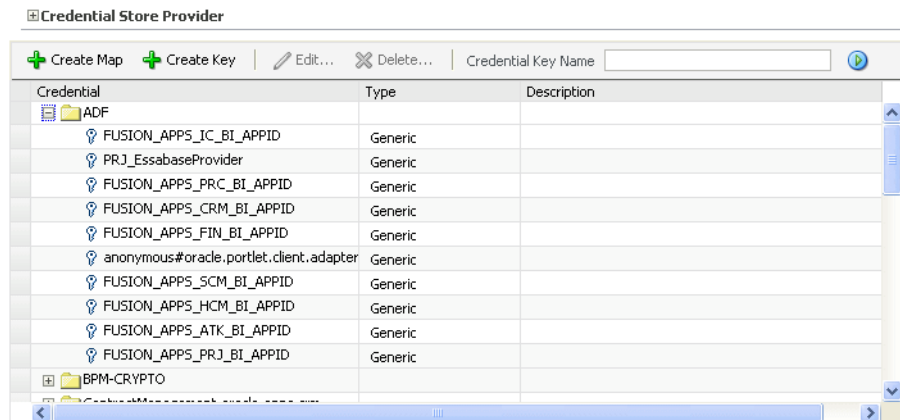 Credential Store Provider
Create Map Create Key Edit... Delete... Credential Key Name
Credential Type Description
ADF
FUSION_APPS_IC_BI_APPID Generic
PRJ_EssabaseProvider Generic
FUSION_APPS_PRC_BI_APPID Generic
FUSION_APPS_CRM_BI_APPID Generic
FUSION_APPS_FIN_BI_APPID Generic
anonymous#oracle.portlet.client.adapter Generic
FUSION_APPS_SCM_BI_APPID Generic
FUSION_APPS_HCM_BI_APPID Generic
FUSION_APPS_ATK_BI_APPID Generic
FUSION_APPS_PRJ_BI_APPID Generic
BPM-CRYPTO